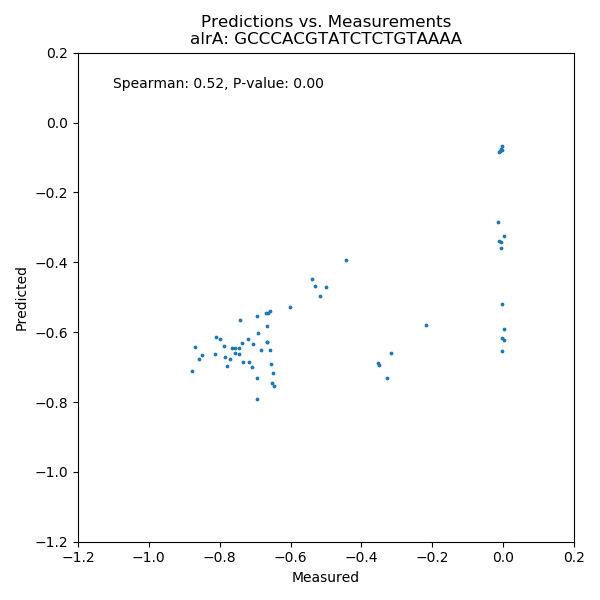 Predictions vs. Measurements
alrA: GCCCACGTATCTCTGTAAAA
Spearman: 0.52, P-value: 0.00
0.2
0.0
−0.2
−0.4
−0.6
−0.8
−1.0
−1.2
Predicted
−1.2 −1.0 −0.8 −0.6 −0.4 −0.2 0.0 0.2
Measured